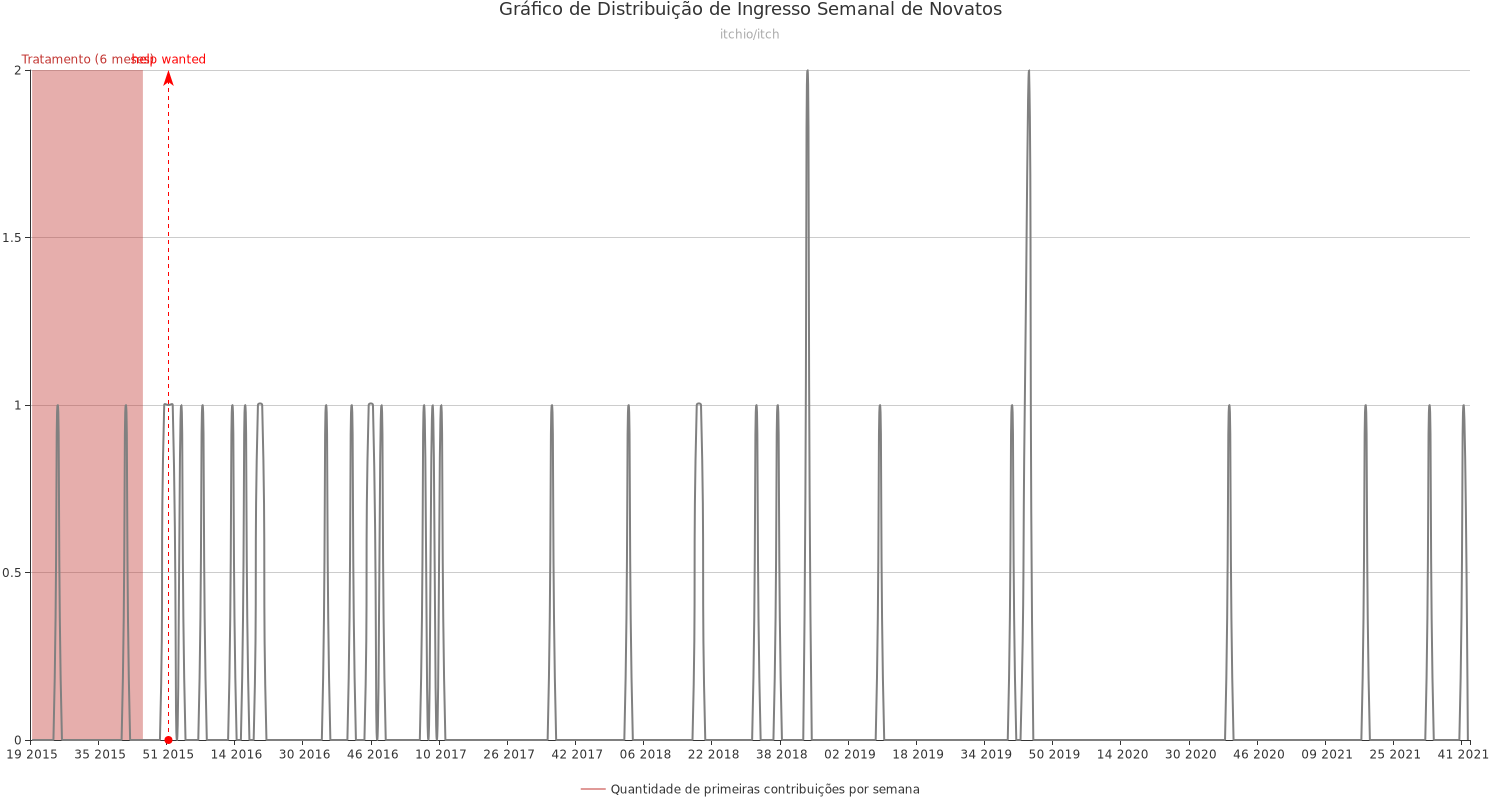 Gráfico de Distribuição de Ingresso Semanal de Novatos
itchio/itch
Tratamento (6 meses)
help wanted
2
1.5
1
0.5
0
19 2015 35 2015 51 2015 14 2016 30 2016 46 2016 10 2017 26 2017 42 2017 06 2018 22 2018 38 2018 02 2019 18 2019 34 2019 50 2019 14 2020 30 2020 46 2020 09 2021 25 2021 41 2021
Quantidade de primeiras contribuições por semana